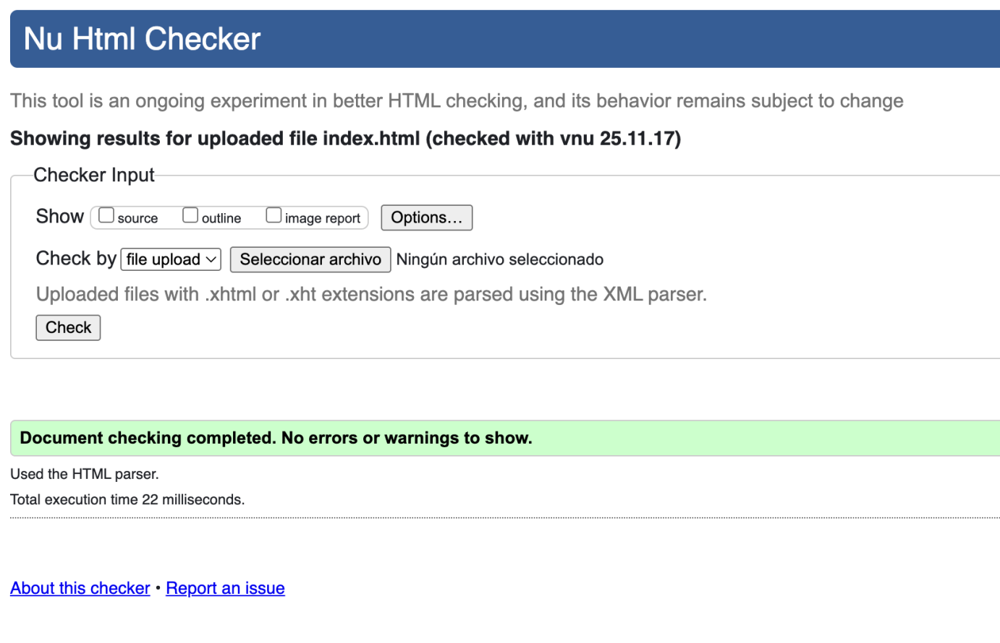 Nu Html Checker
This tool is an ongoing experiment in better HTML checking, and its behavior remains subject to change
Showing results for uploaded file index.html (checked with vnu 25.11.17)
Checker Input
Show source outline image report Options...
Check by file upload Seleccionar archivo Ningún archivo seleccionado
Uploaded files with .xhtml or .xht extensions are parsed using the XML parser.
Check
Document checking completed. No errors or warnings to show.
Used the HTML parser.
Total execution time 22 milliseconds.
About this checker • Report an issue